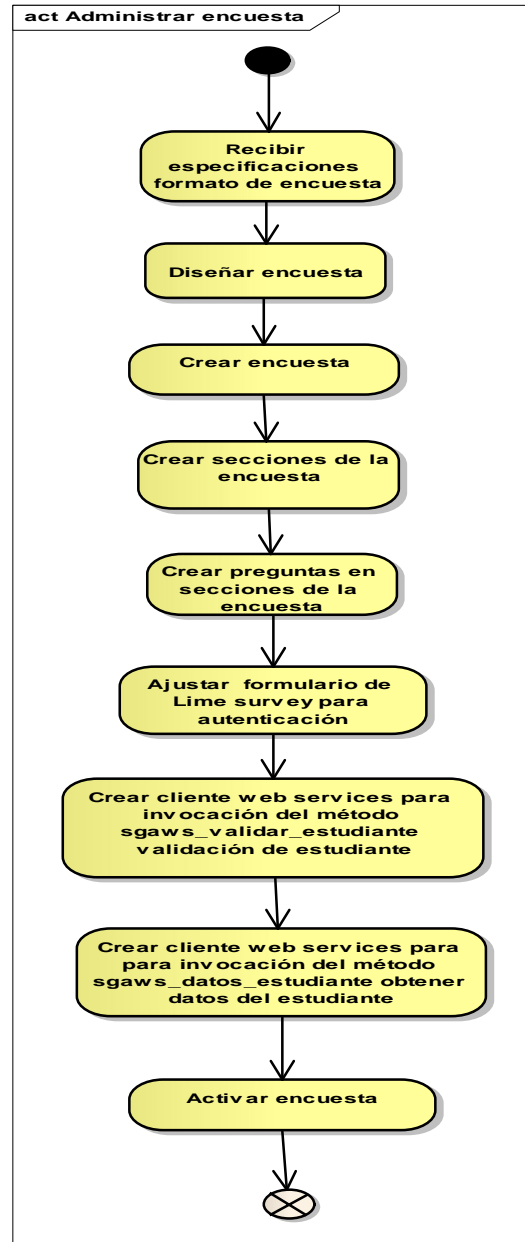 act Administrar encuesta
Recibir
especificaciones
formato de encuesta
Diseñar encuesta
Crear encuesta
Crear secciones de la
encuesta
Crear preguntas en
secciones de la
encuesta
Ajustar formulario de
Lime survey para
autenticación
Crear cliente web services para
invocación del método
sgaws_validar_estudiante
validación de estudiante
Crear cliente web services para
para invocación del método
sgaws_datos_estudiante obtener
datos del estudiante
Activar encuesta